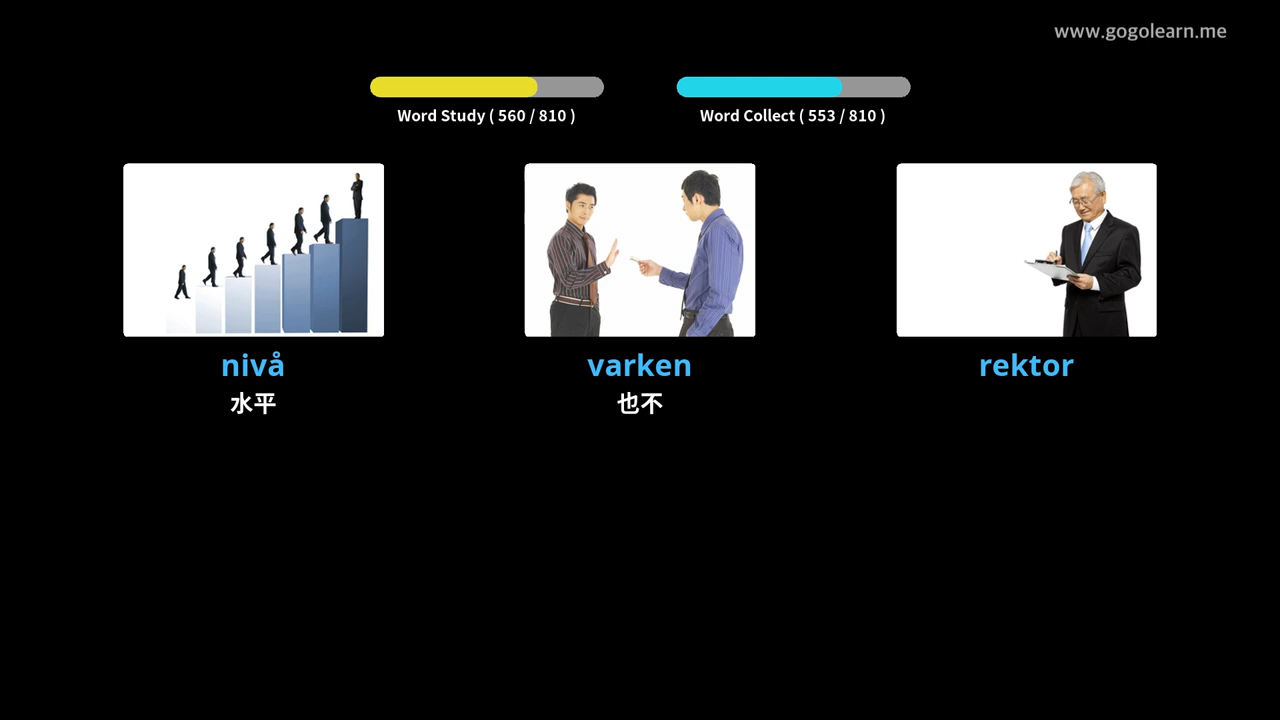 www.gogolearn.me
Word Study ( 560 / 810 )
Word Collect ( 553 / 810 )
nivå
水平
varken
也不
rektor